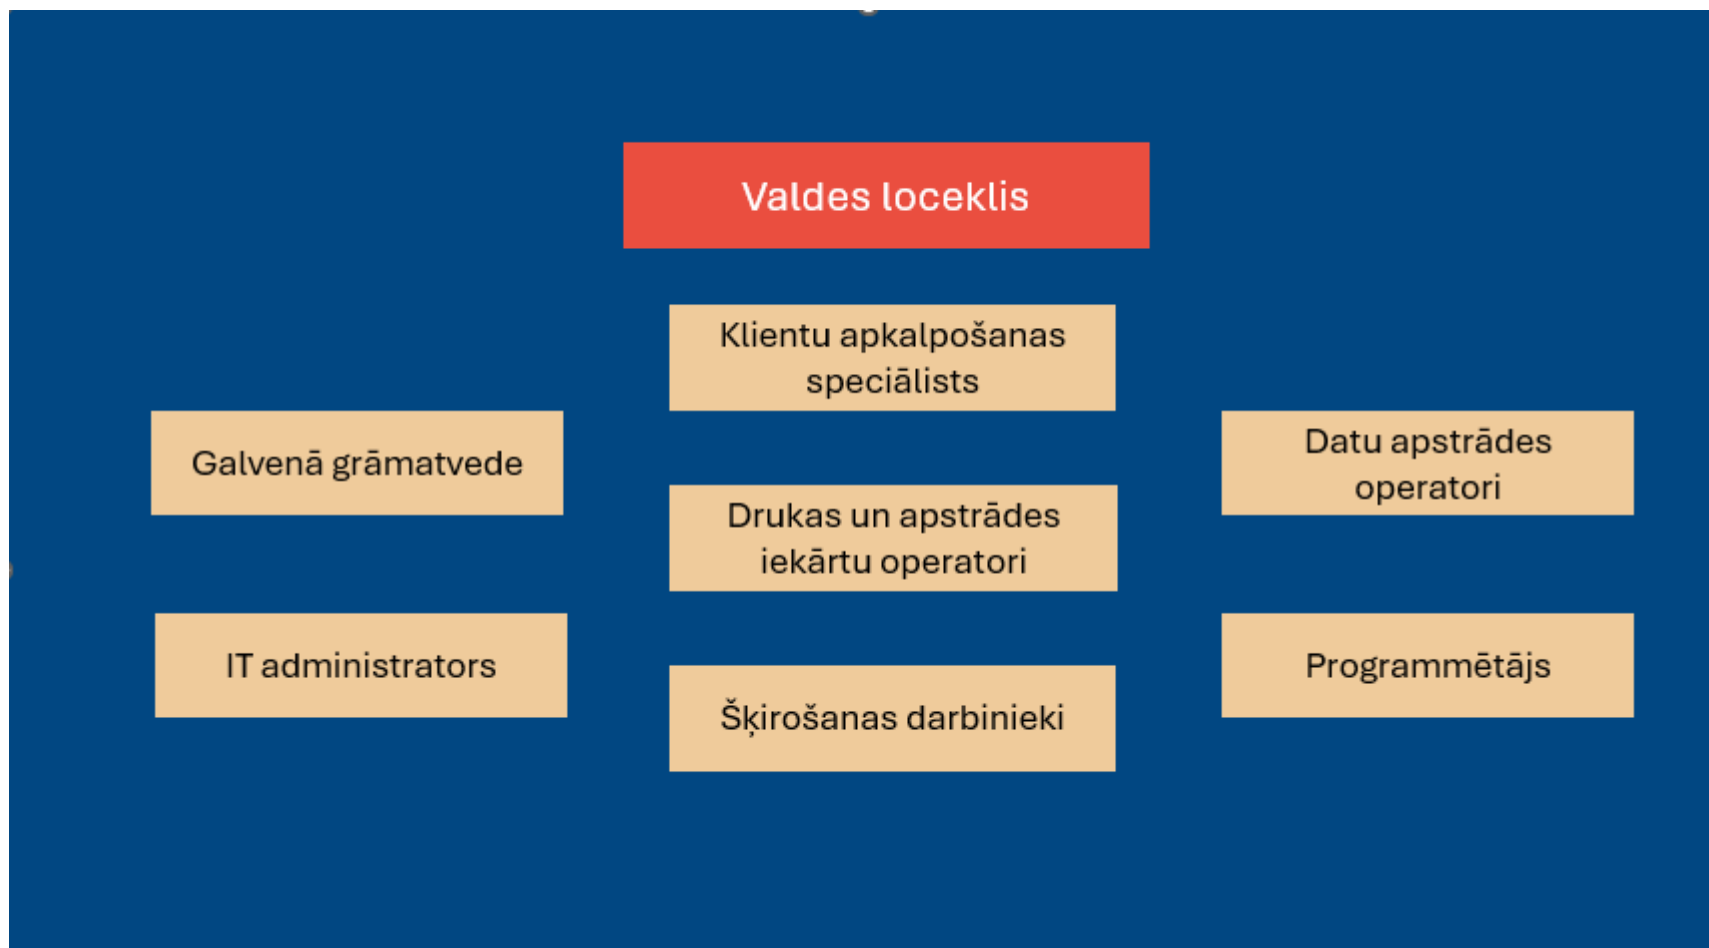 Valdes loceklis
Klientu apkalpošanas
speciālists
Galvenā grāmatvede
Datu apstrādes
operatori
Drukas un apstrādes
iekārtu operatori
IT administrators
Programmētājs
Šķirošanas darbinieki